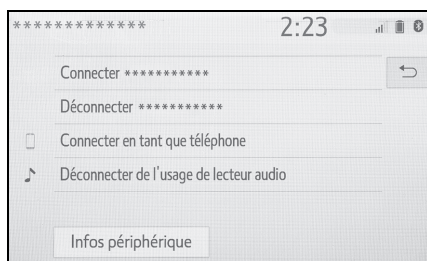 *************
2:23
Connecter ***********
Déconnecter ***********
Connecter en tant que téléphone
Déconnecter de l'usage de lecteur audio
Infos périphérique